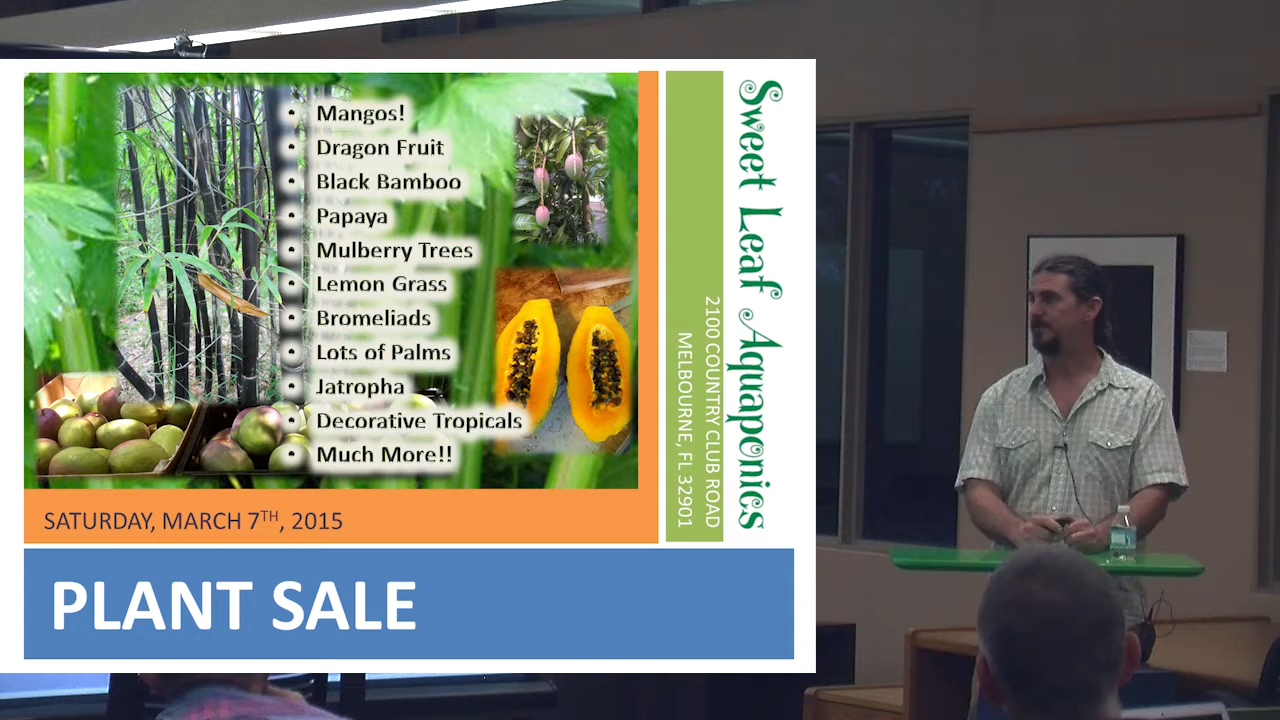 • Mangos!
• Dragon Fruit
• Black Bamboo
• Papaya
• Mulberry Trees
• Lemon Grass
• Bromeliads
• Lots of Palms
• Jatropha
• Decorative Tropicals
• Much More!!
SATURDAY, MARCH 7TH, 2015
PLANT SALE
Sweet Leaf Aquaponics
2100 COUNTRY CLUB ROAD
MELBOURNE, FL 32901